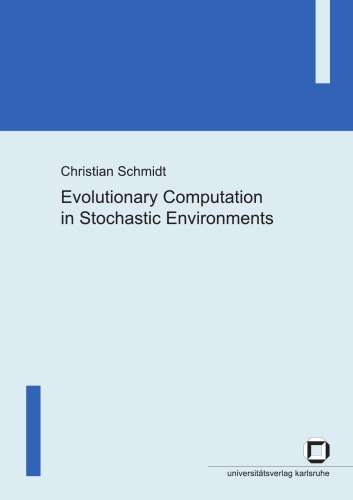 Christian Schmidt
Evolutionary Computation
in Stochastic Environments
universitätsverlag karlsruhe